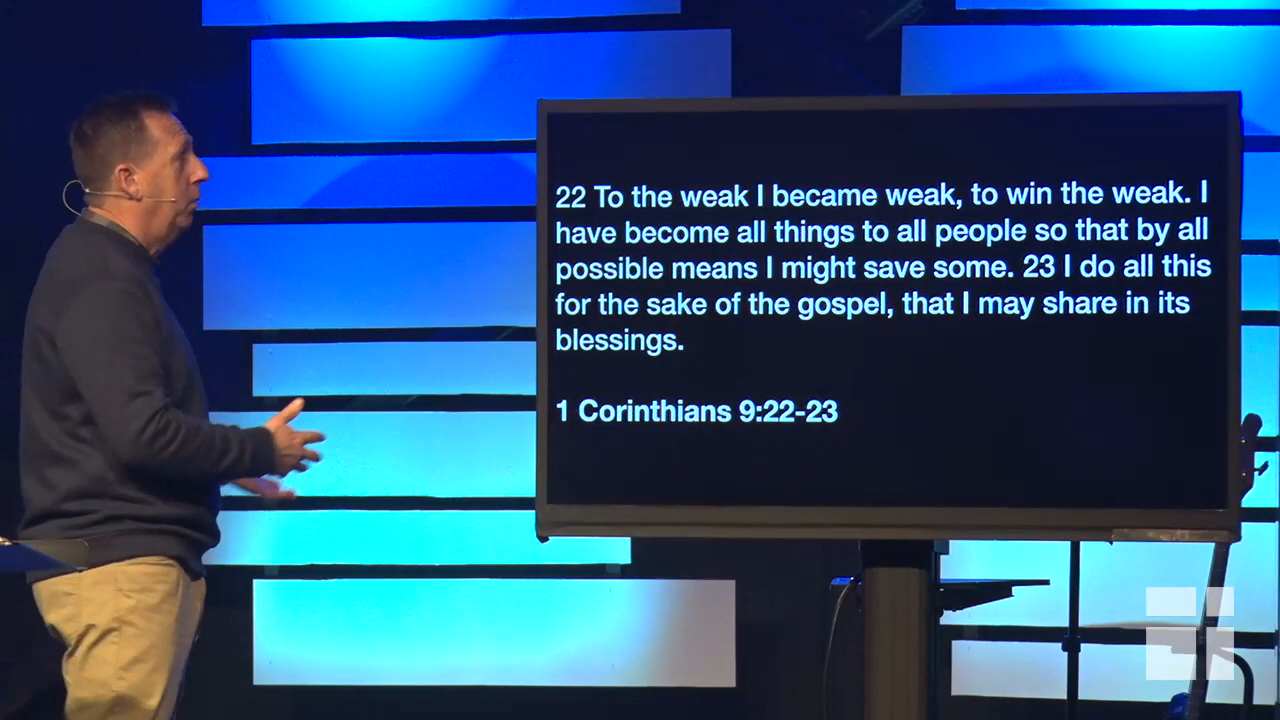 22 To the weak I became weak, to win the weak. I
have become all things to all people so that by all
possible means I might save some. 23 I do all this
for the sake of the gospel, that I may share in its
blessings.
1 Corinthians 9:22-23